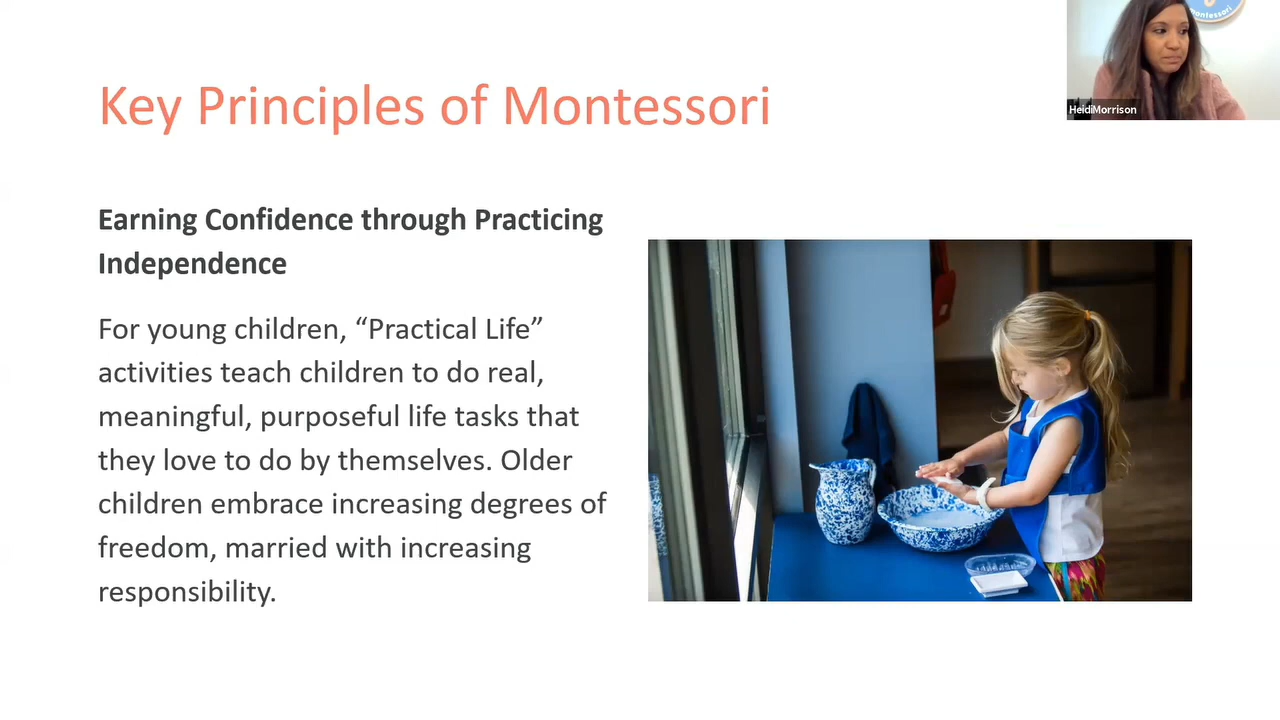 montessori
HeidiMorrison
Key Principles of Montessori
Earning Confidence through Practicing
Independence
For young children, “Practical Life”
activities teach children to do real,
meaningful, purposeful life tasks that
they love to do by themselves. Older
children embrace increasing degrees of
freedom, married with increasing
responsibility.